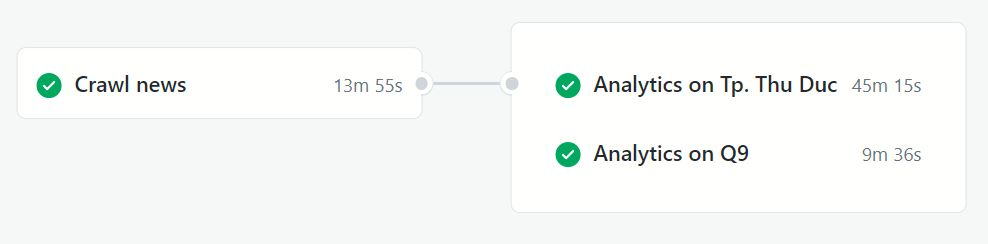 Crawl news 13m 55s
Analytics on Tp. Thu Duc 45m 15s
Analytics on Q9 9m 36s